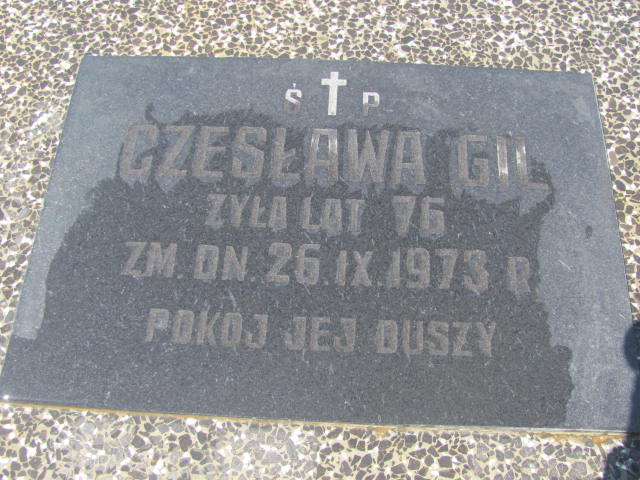 Ś P
CZESŁAWA GIL
ŻYŁA LAT 76
ZM. DN. 26.IX.1973 R
POKÓJ JEJ DUSZY